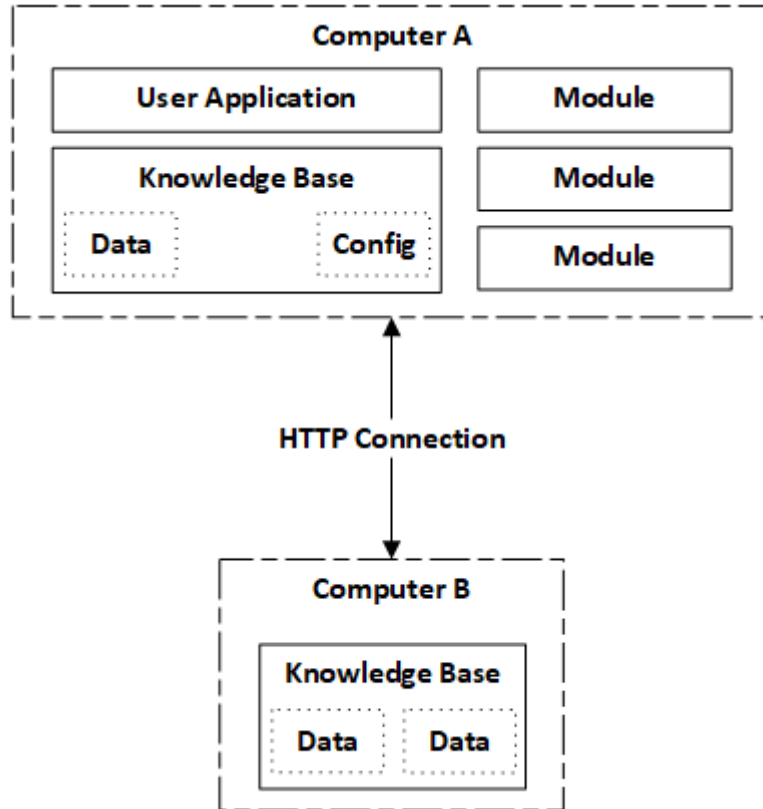 Computer A
User Application
Module
Knowledge Base
Module
Data
Config
Module
HTTP Connection
Computer B
Knowledge Base
Data
Data